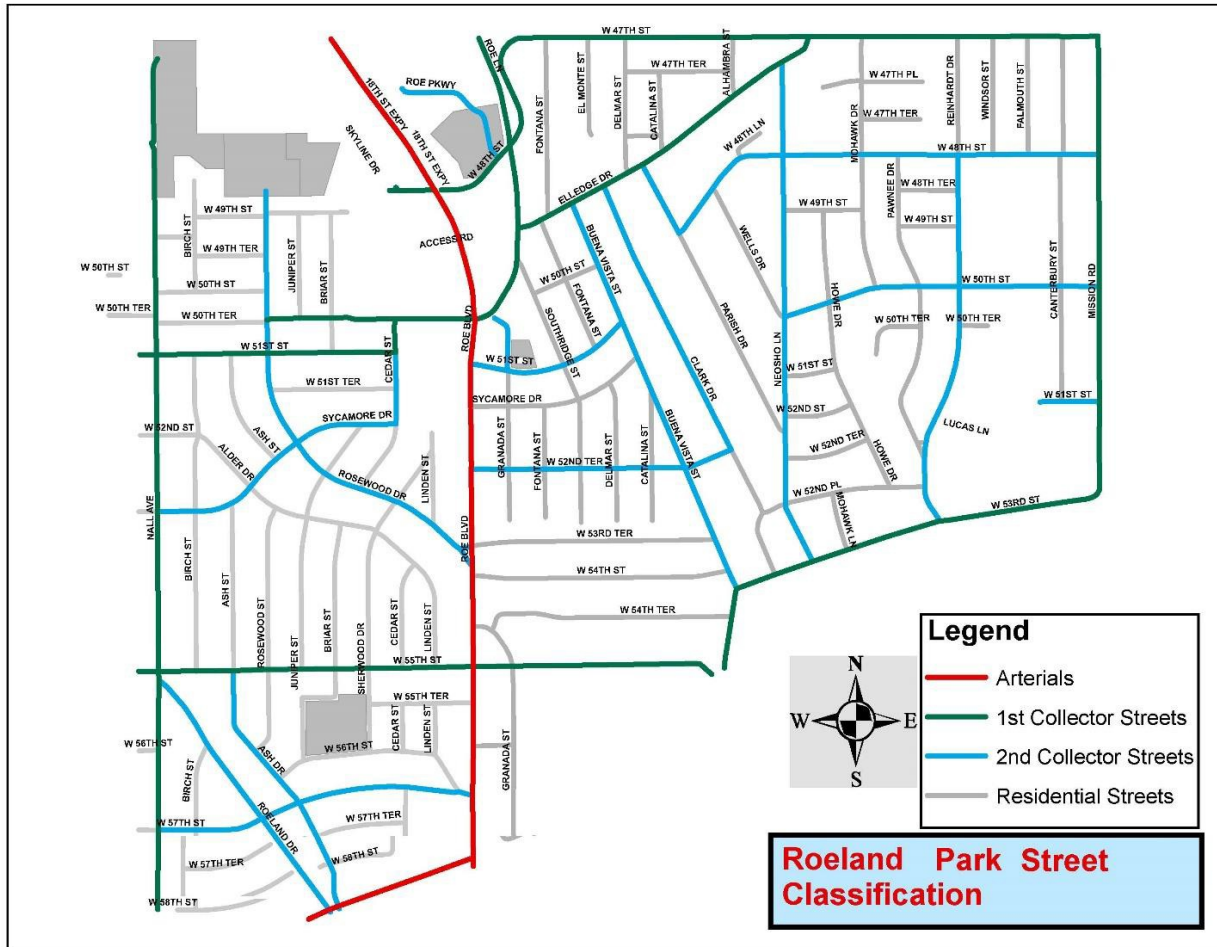 W 47TH ST
ROE LN
ROE PKWY
18TH ST EXPY
18TH ST EXPY
SKYLINE DR
W 48TH ST
FONTANA ST
EL MONTE ST
DELMAR ST
W 47TH TER
CATALINA ST
ALHAMBRA ST
W 47TH PL
W 47TH TER
MOHAWK DR
REINHARDT DR
WINDSOR ST
FALMOUTH ST
W 48TH LN
W 48TH ST
ELLEDGE DR
PAWNEE DR
W 48TH TER
W 49TH ST
W 49TH ST
BIRCH ST
W 49TH ST
W 49TH TER
JUNIPER ST
BRIAR ST
ACCESS RD
BUENA VISTA ST
WELLS DR
CANTERBURY ST
MISSION RD
W 50TH ST
W 50TH ST
W 50TH TER
W 50TH TER
W 50TH ST
FONTANA ST
SOUTHRIDGE ST
W 50TH ST
HOWE DR
W 50TH TER
W 50TH TER
PARISH DR
NEOSHO LN
ROE BLVD
W 51ST ST
CEDAR ST
W 51ST ST
W 51ST TER
CLARK DR
W 51ST ST
W 51ST ST
SYCAMORE DR
SYCAMORE DR
W 52ND ST
W 52ND ST
LUCAS LN
ASH ST
ALDER DR
ROSEWOOD DR
LINDEN ST
GRANADA ST
FONTANA ST
W 52ND TER
DELMAR ST
CATALINA ST
BUENA VISTA ST
W 52ND TER
HOWE DR
NALL AVE
W 52ND PL
MOHAWK LN
W 53RD ST
ROE BLVD
W 53RD TER
W 54TH ST
BIRCH ST
ASH ST
ROSEWOOD ST
JUNIPER ST
BRIAR ST
SHERWOOD DR
CEDAR ST
LINDEN ST
W 54TH TER
W 55TH ST
W 55TH TER
CEDAR ST
LINDEN ST
W 56TH ST
W 56TH ST
GRANADA ST
BIRCH ST
ASH DR
ROELAND DR
W 57TH ST
W 57TH TER
W 57TH TER
W 58TH ST
W 58TH ST
N
W
E
S
Legend
Arterials
1st Collector Streets
2nd Collector Streets
Residential Streets
Roeland Park Street
Classification